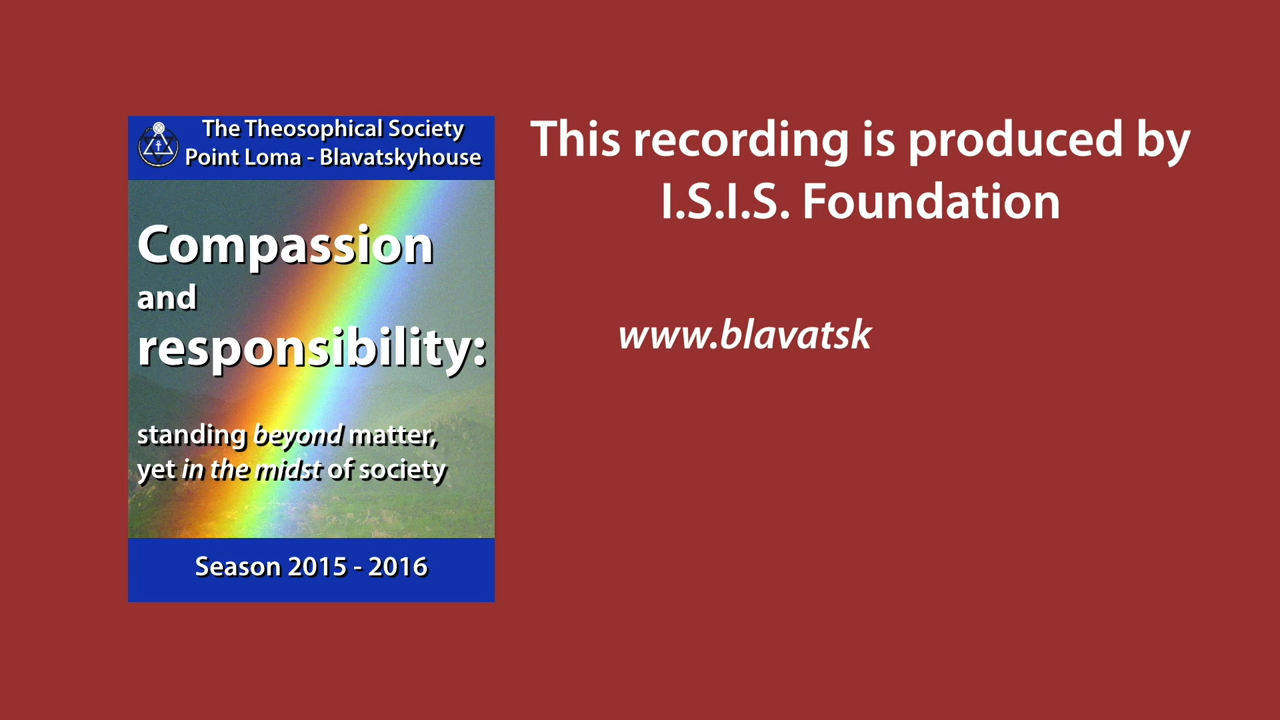 The Theosophical Society
Point Loma - Blavatskyhouse
Compassion
and
responsibility:
standing beyond matter,
yet in the midst of society
Season 2015 - 2016
This recording is produced by
I.S.I.S. Foundation
www.blavatsk